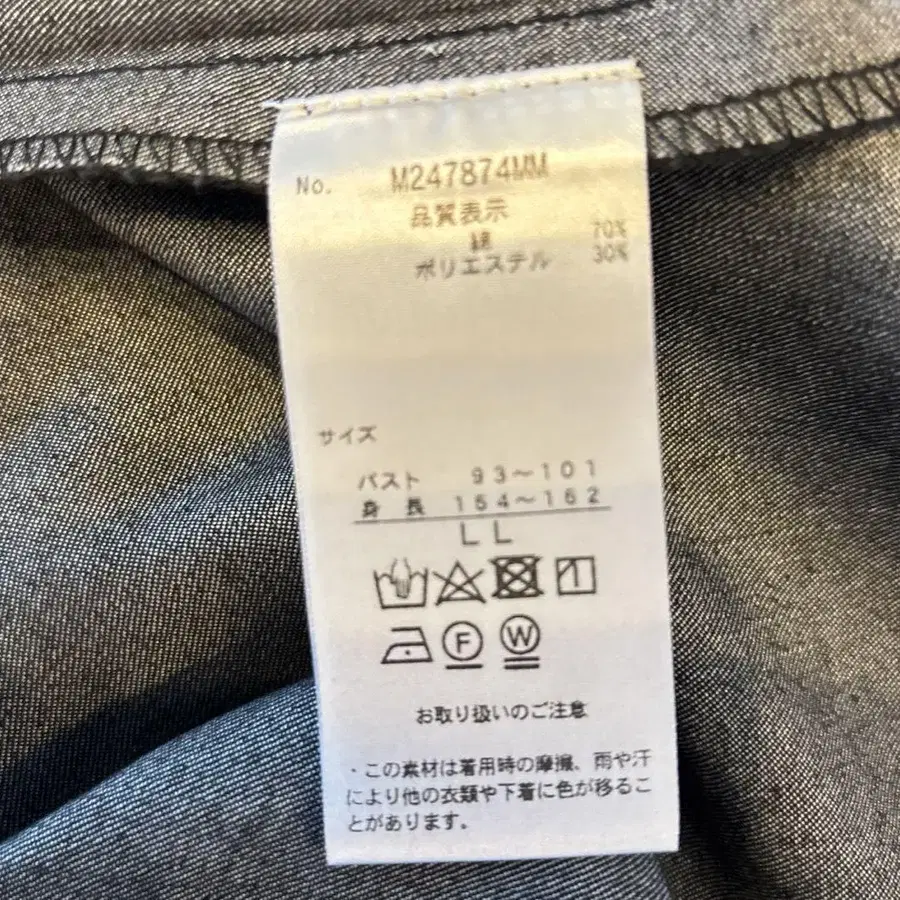 No. M247874MM
品質表示
綿 70%
ポリエステル 30%
サイズ
バスト 93～101
身長 154～162
LL
F W
お取り扱いのご注意
・この素材は着用時の摩擦、雨や汗
により他の衣類や下着に色が移るこ
とがあります。